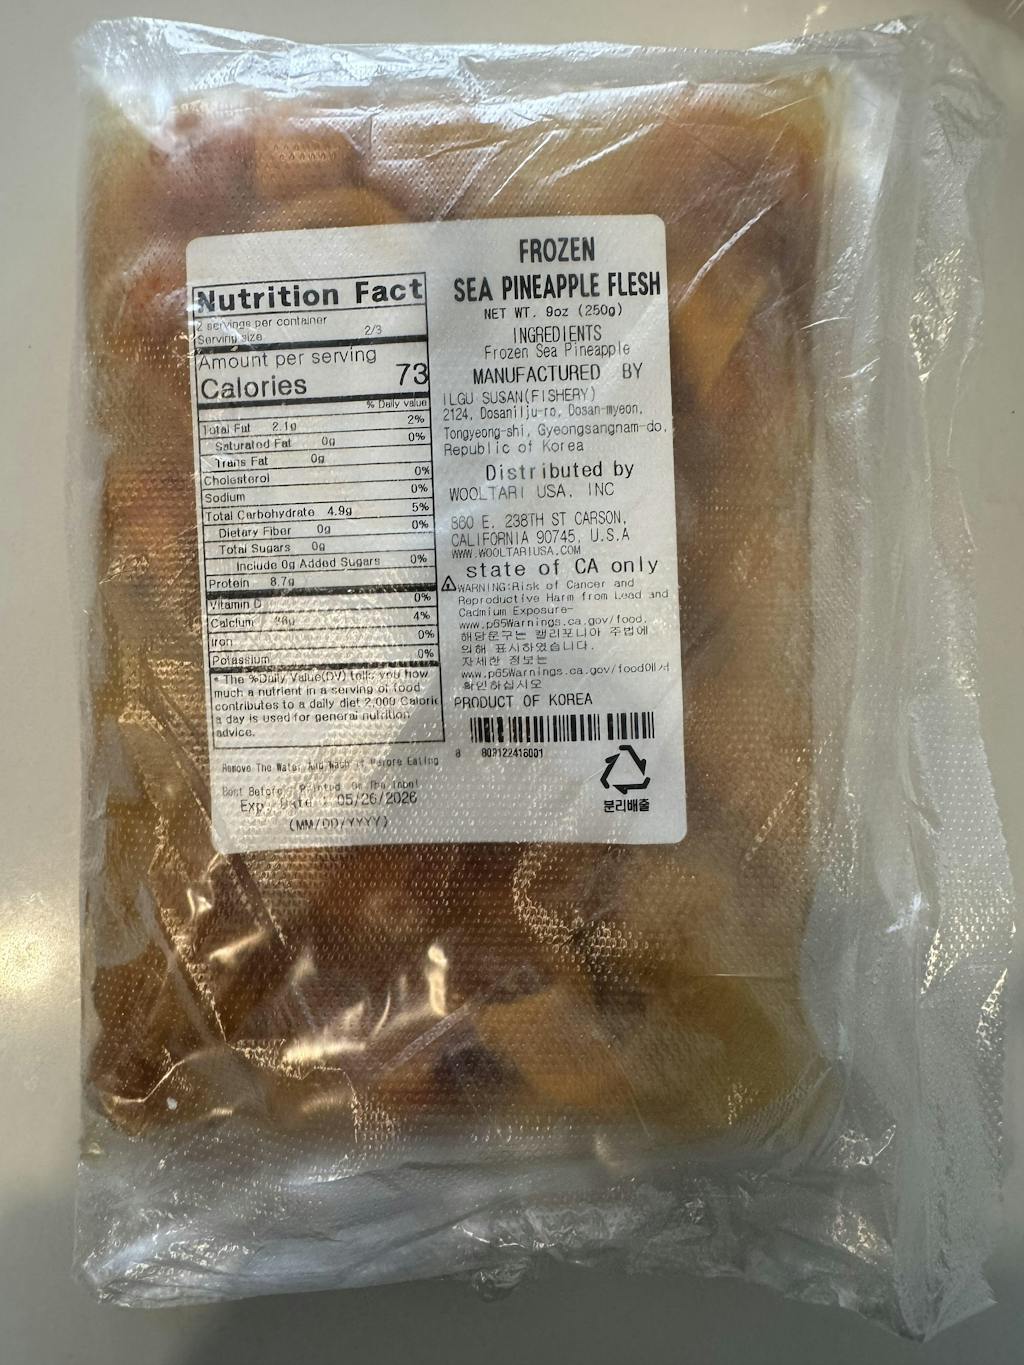 Nutrition Fact
2 servings per container
Serving size 2/3
Amount per serving
Calories 73
% Daily value
Total Fat 2.1g 2%
Saturated Fat 0g 0%
Trans Fat 0g
Cholesterol 0%
Sodium 0%
Total Carbohydrate 4.9g 5%
Dietary Fiber 0g 0%
Total Sugars 0g
Include 0g Added Sugars 0%
Protein 8.7g
Vitamin D 0%
Calcium 4%
Iron 0%
Potassium 0%
* The %Daily Value(DV) tells you how
much a nutrient in a serving of food
contributes to a daily diet 2,000 Calorie
a day is used for general nutrition
advice.
Remove The Water And Wash it Before Eating
Best Before : Printed On The label
Exp. Date : 05/26/2026
(MM/DD/YYYY)
FROZEN
SEA PINEAPPLE FLESH
NET WT. 9oz (250g)
INGREDIENTS
Frozen Sea Pineapple
MANUFACTURED BY
ILGU SUSAN(FISHERY)
2124, Dosanilju-ro, Dosan-myeon,
Tongyeong-shi, Gyeongsangnam-do,
Republic of Korea
Distributed by
WOOLTARI USA, INC
860 E. 238TH ST CARSON,
CALIFORNIA 90745, U.S.A
WWW.WOOLTARIUSA.COM
state of CA only
WARNING:Risk of Cancer and
Reproductive Harm from Lead and
Cadmium Exposure-
www.p65Warnings.ca.gov/food.
해당문구는 캘리포니아 주법에
의해 표시하였습니다.
자세한 정보는
www.p65Warnings.ca.gov/food에서
확인하십시오
PRODUCT OF KOREA
8 809122416001
분리배출